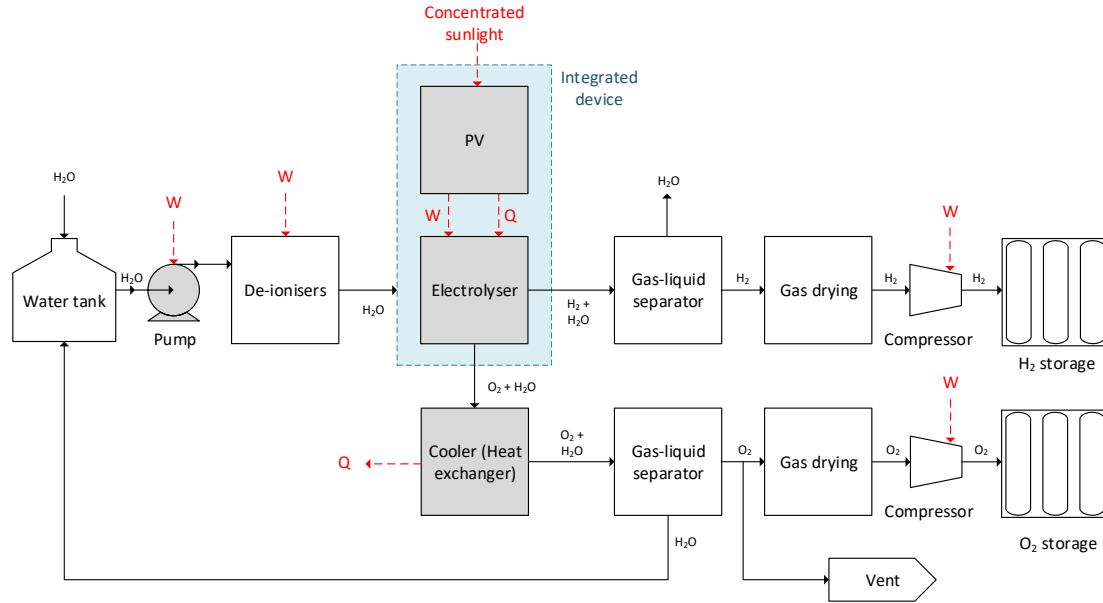 Concentrated
sunlight
Integrated
device
PV
H₂O
W
W
W
Q
H₂O
W
Water tank
H₂O
Pump
De-ionisers
H₂O
Electrolyser
H₂ +
H₂O
Gas-liquid
separator
H₂
Gas drying
H₂
Compressor
H₂
H₂ storage
O₂ + H₂O
Q
Cooler (Heat
exchanger)
O₂ +
H₂O
Gas-liquid
separator
O₂
Gas drying
O₂
W
Compressor
O₂
O₂ storage
H₂O
Vent